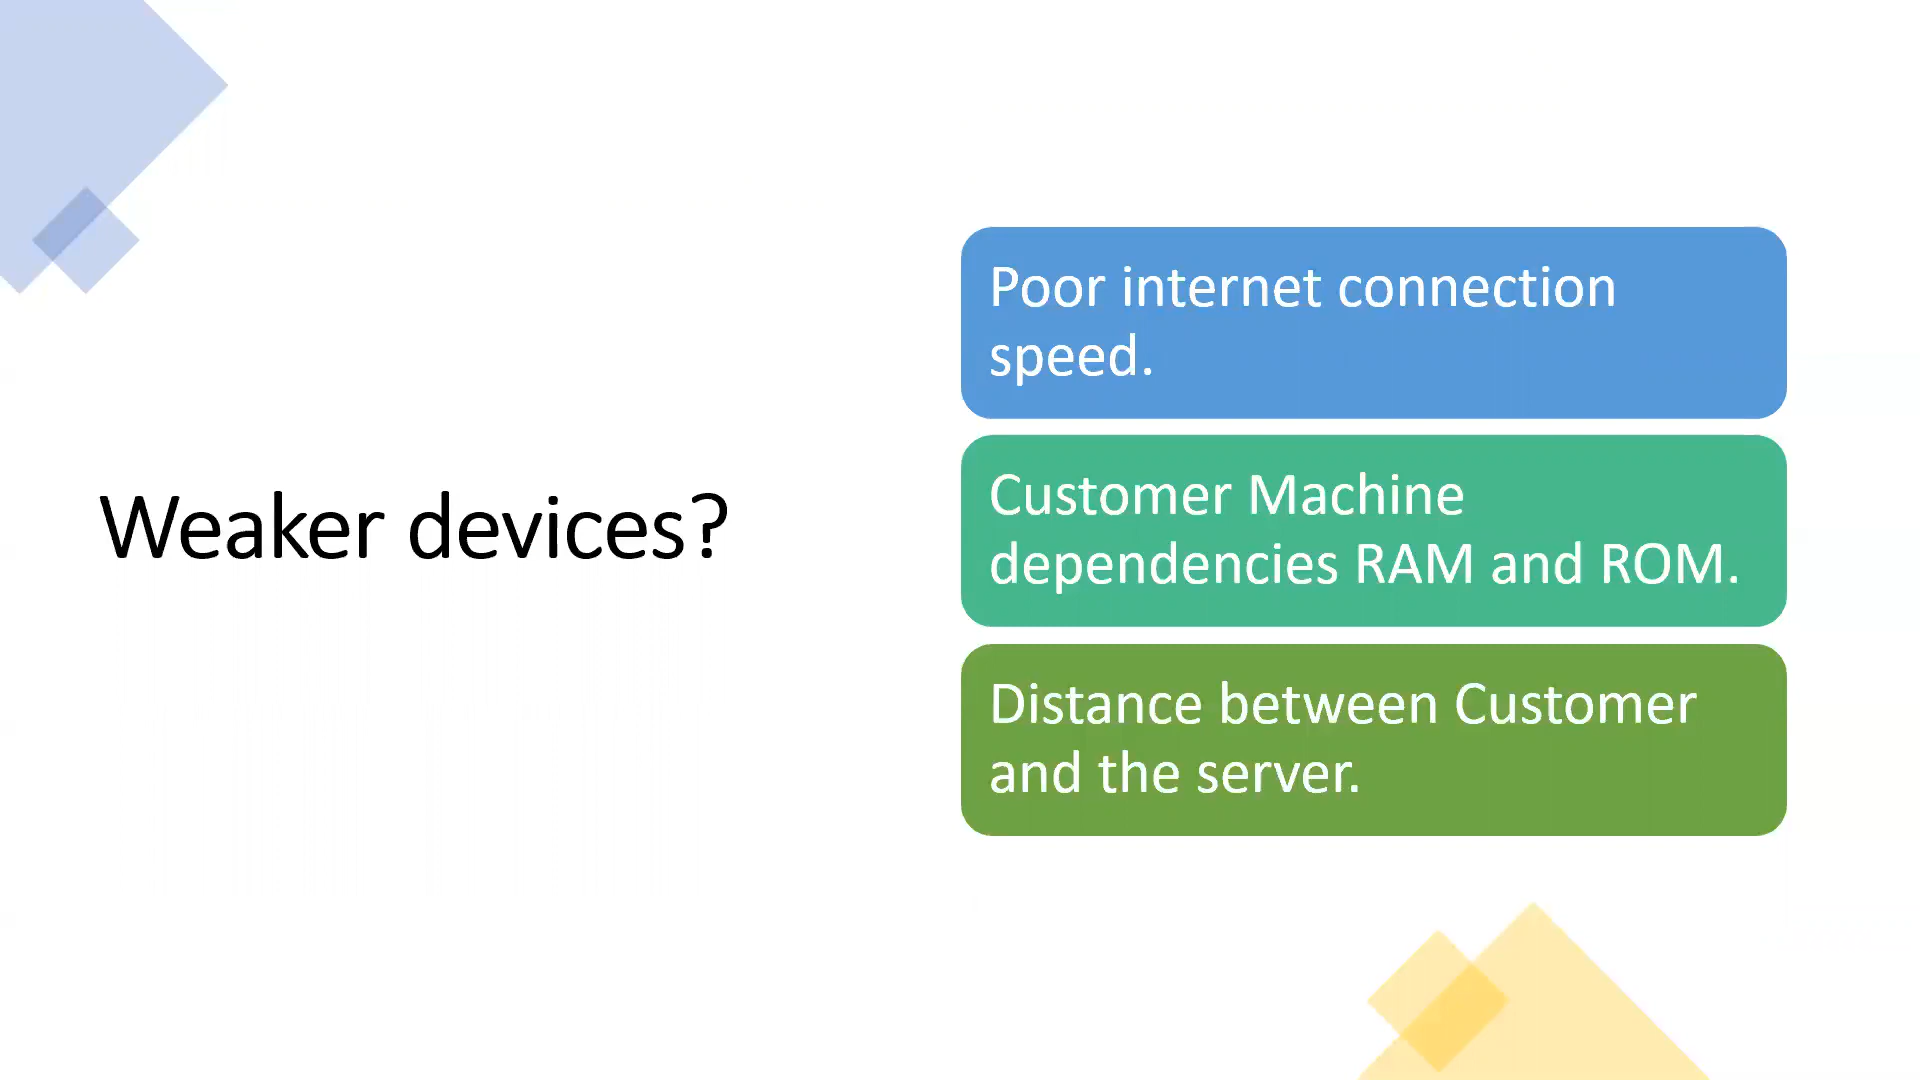 Weaker devices?
Poor internet connection
speed.
Customer Machine
dependencies RAM and ROM.
Distance between Customer
and the server.